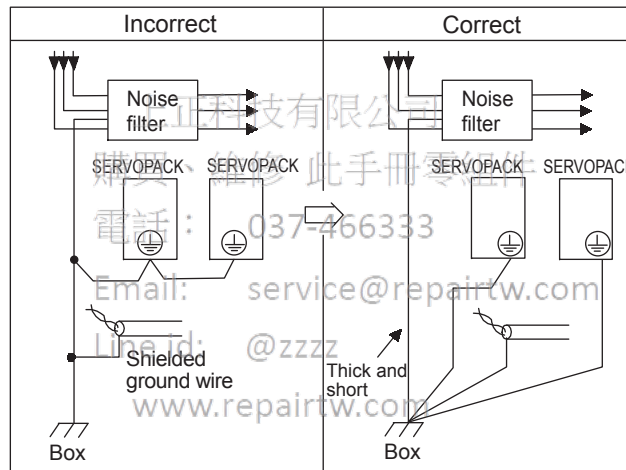 Incorrect
Correct
Noise
filter
Noise
filter
上正科技有限公司
SERVOPACK
SERVOPACK
SERVOPACK
SERVOPACK
購買、維修 此手冊零組件
電話： 037-466333
Email: service@repairtw.com
Line id: @zzzz
Shielded
ground wire
Thick and
short
www.repairtw.com
Box
Box